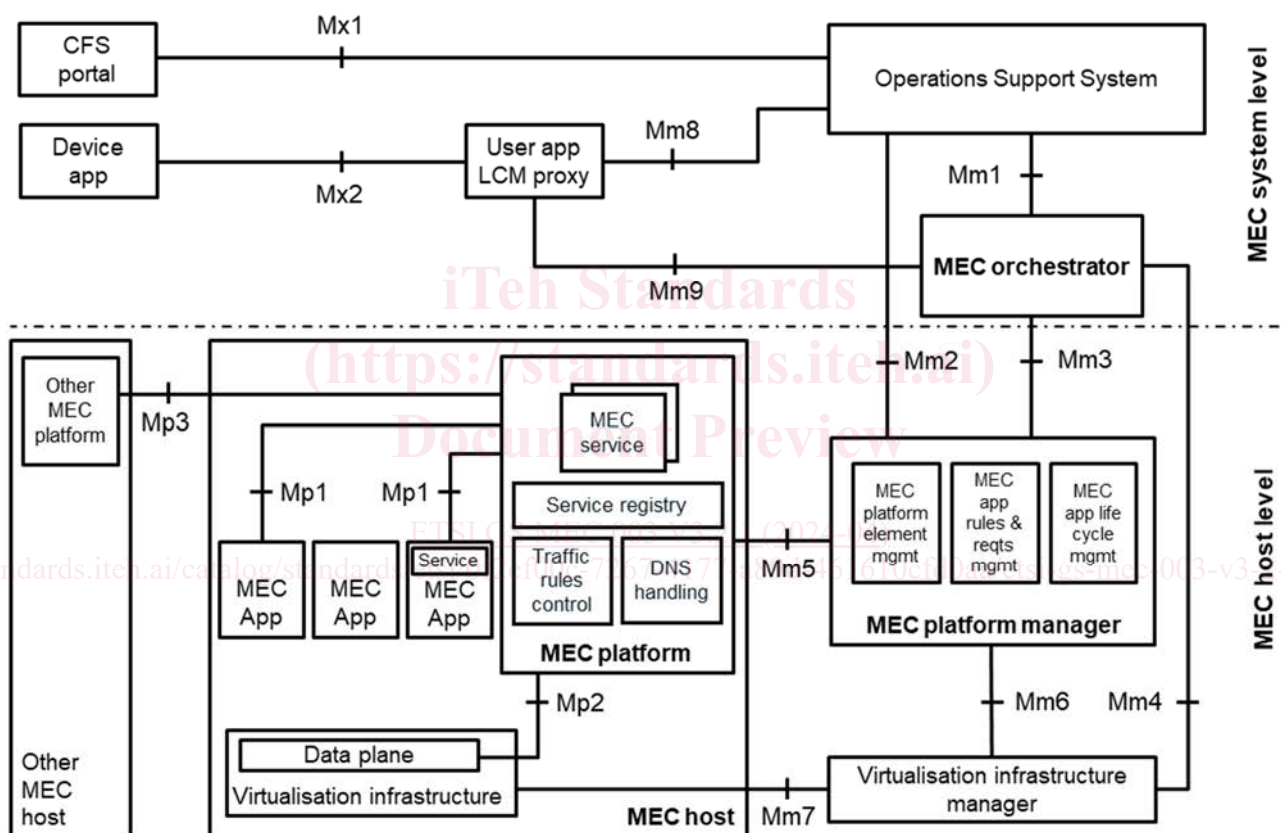 CFS
portal
Mx1
Operations Support System
MEC system level
Device
app
Mx2
User app
LCM proxy
Mm8
Mm1
MEC orchestrator
Mm9
iTeh Standards
(https://standards.iteh.ai)
Document Preview
Mm2
Mm3
MEC host level
Other
MEC
platform
Mp3
MEC
service
Mp1
Mp1
Service registry
Traffic
rules
control
DNS
handling
MEC platform
MEC
App
MEC
App
Service
MEC
App
Mm5
MEC
platform
element
mgmt
MEC
app
rules &
reqts
mgmt
MEC
app life
cycle
mgmt
MEC platform manager
Mp2
Mm6
Mm4
Data plane
Virtualisation infrastructure
MEC host
Mm7
Virtualisation infrastructure
manager
Other
MEC
host